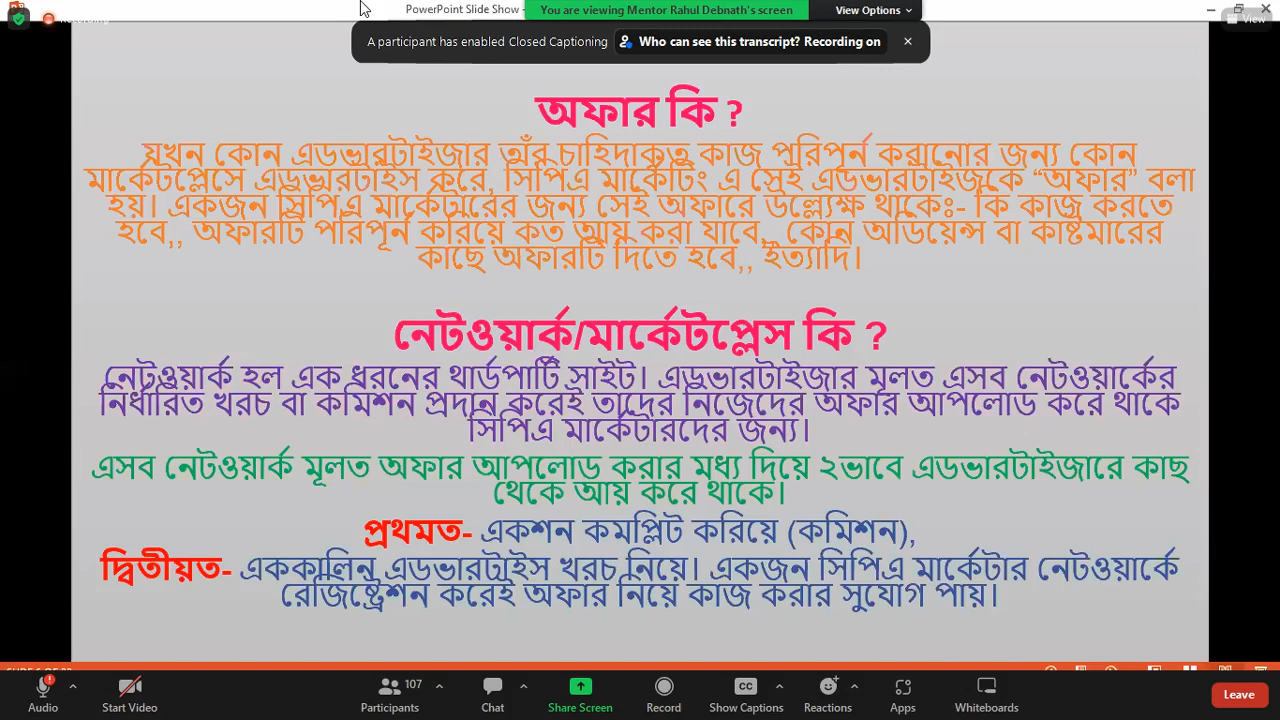 PowerPoint Slide Show -
You are viewing Mentor Rahul Debnath's screen
View Options
Recording
View
A participant has enabled Closed Captioning
Who can see this transcript? Recording on
অফার কি ?
যখন কোন এডভারটাইজার তাঁর চাহিদাকৃত কাজ পরিপূর্ন করানোর জন্য কোন
মার্কেটপ্লেসে এডভারটাইস করে, সিপিএ মার্কেটিং এ সেই এডভারটাইজকে “অফার” বলা
হয়। একজন সিপিএ মার্কেটারের জন্য সেই অফারে উল্ল্যেক্ষ থাকেঃ- কি কাজ করতে
হবে,, অফারটি পরিপূর্ন করিয়ে কত আয় করা যাবে,, কোন অডিয়েন্স বা কাষ্টমারের
কাছে অফারটি দিতে হবে,, ইত্যাদি।
নেটওয়ার্ক/মার্কেটপ্লেস কি ?
নেটওয়ার্ক হল এক ধরনের থার্ডপার্টি সাইট। এডভারটাইজার মূলত এসব নেটওয়ার্কের
নির্ধারিত খরচ বা কমিশন প্রদান করেই তাদের নিজেদের অফার আপলোড করে থাকে
সিপিএ মার্কেটারদের জন্য।
এসব নেটওয়ার্ক মূলত অফার আপলোড করার মধ্য দিয়ে ২ভাবে এডভারটাইজারে কাছ
থেকে আয় করে থাকে।
প্রথমত- একশন কমপ্লিট করিয়ে (কমিশন),
দ্বিতীয়ত- এককালিন এডভারটাইস খরচ নিয়ে। একজন সিপিএ মার্কেটার নেটওয়ার্কে
রেজিষ্ট্রেশন করেই অফার নিয়ে কাজ করার সুযোগ পায়।
Audio
Start Video
107
Participants
Chat
Share Screen
Record
CC
Show Captions
Reactions
Apps
Whiteboards
Leave